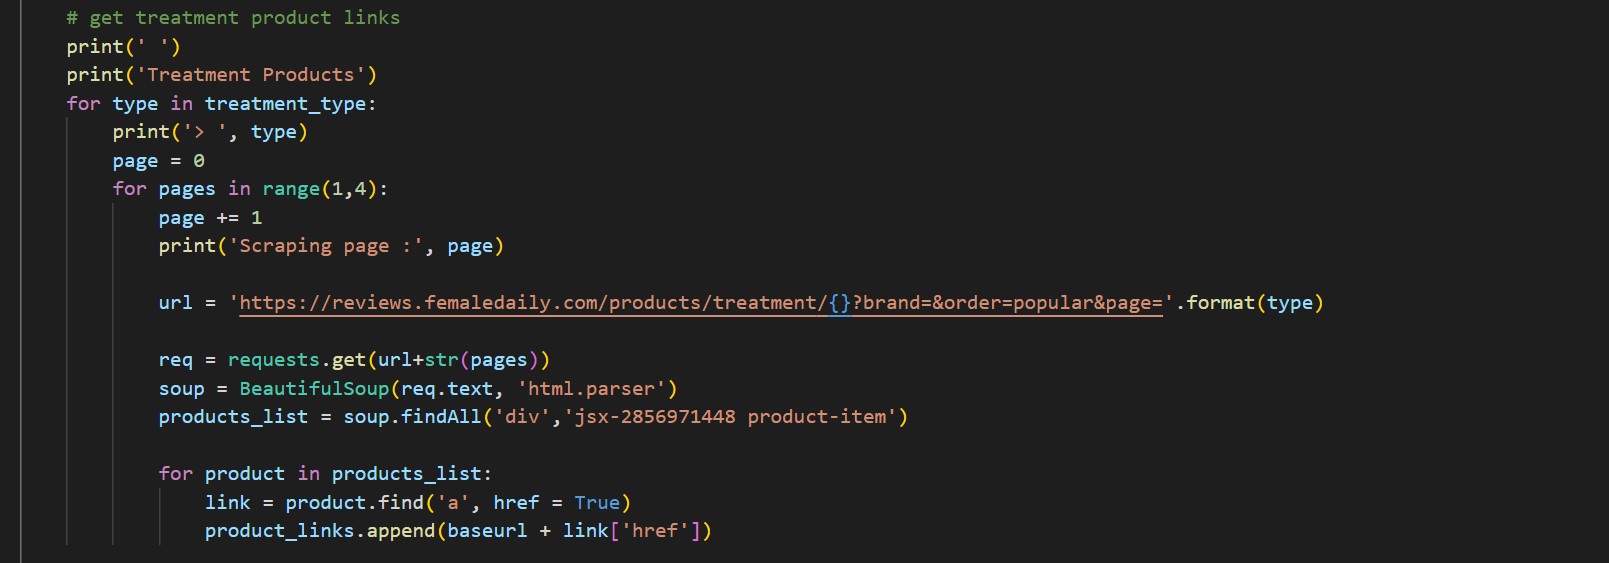 # get treatment product links
print(' ')
print('Treatment Products')
for type in treatment_type:
    print('> ', type)
    page = 0
    for pages in range(1,4):
        page += 1
        print('Scraping page :', page)

        url = 'https://reviews.femaledaily.com/products/treatment/{}?brand=&order=popular&page='.format(type)

        req = requests.get(url+str(pages))
        soup = BeautifulSoup(req.text, 'html.parser')
        products_list = soup.findAll('div','jsx-2856971448 product-item')

        for product in products_list:
            link = product.find('a', href = True)
            product_links.append(baseurl + link['href'])